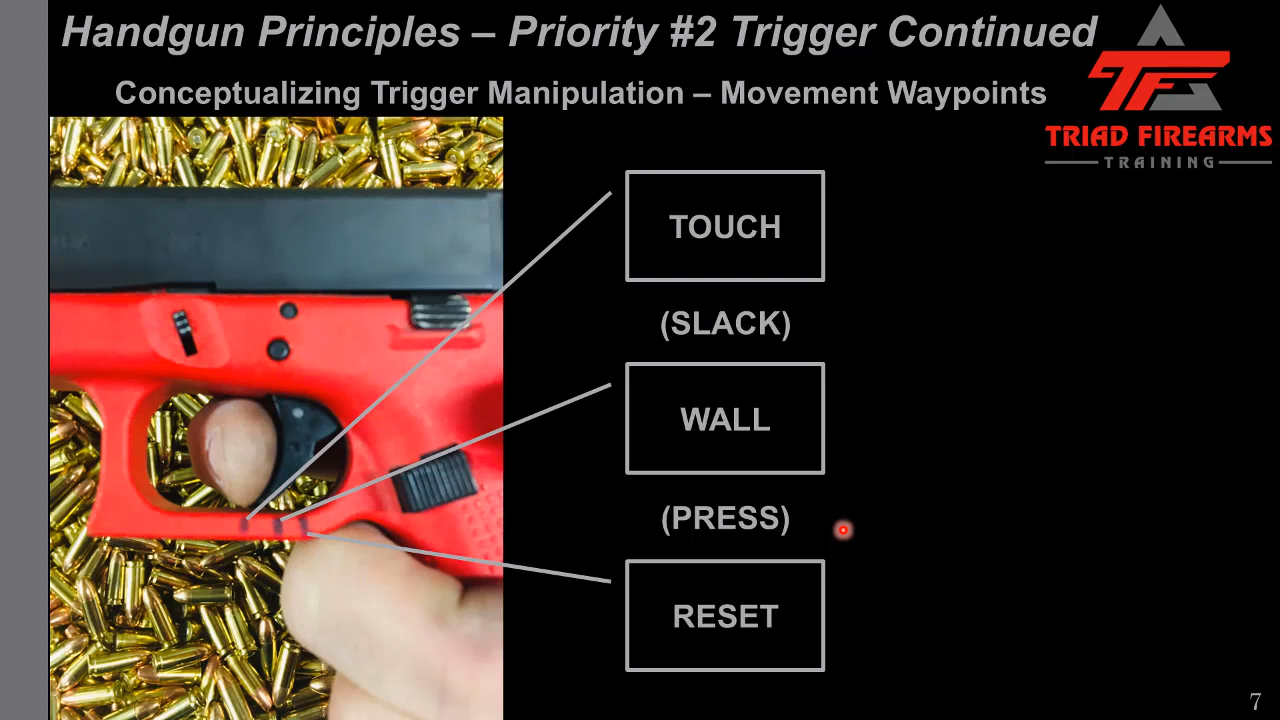 Handgun Principles – Priority #2 Trigger Continued
Conceptualizing Trigger Manipulation – Movement Waypoints
TRIAD FIREARMS
TRAINING
TOUCH
(SLACK)
WALL
(PRESS)
RESET
7